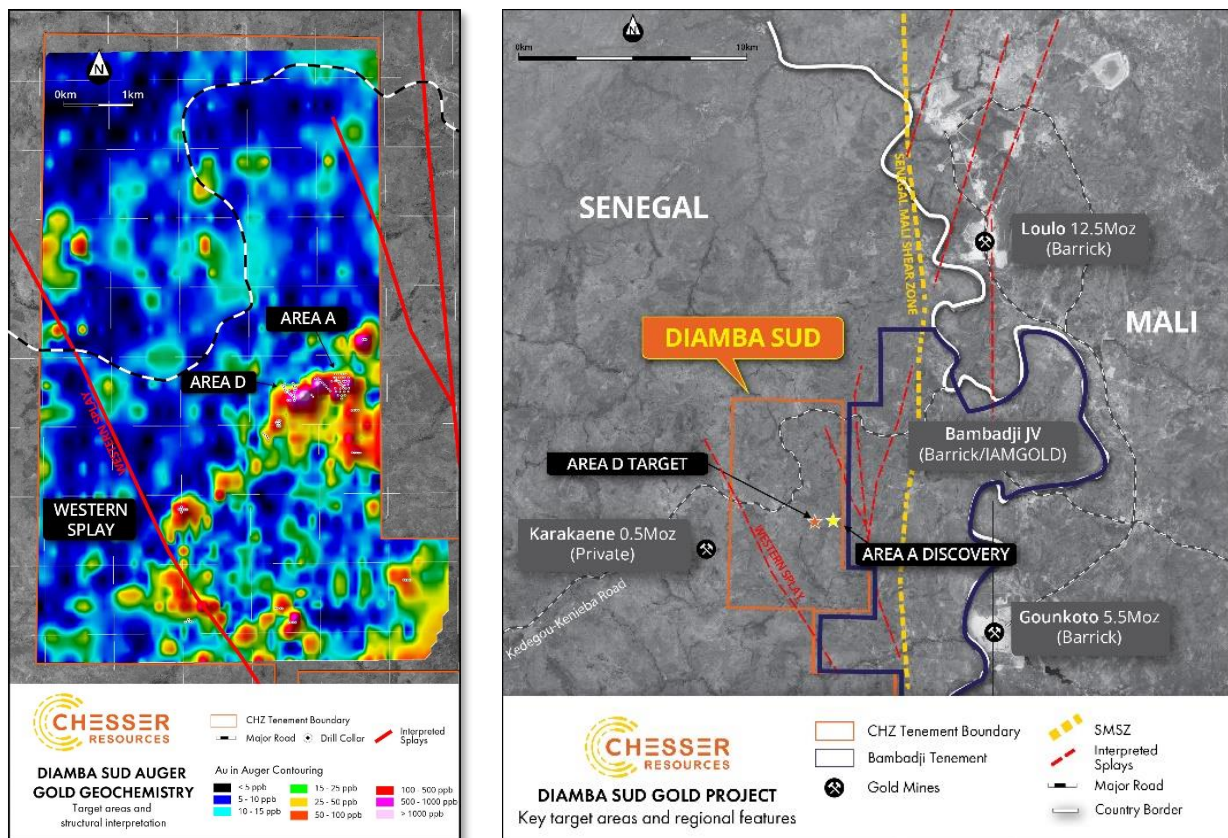 N
0km 1km
AREA A
AREA D
WESTERN SPLAY
WESTERN
SPLAY
CHESSER
RESOURCES
DIAMBA SUD AUGER
GOLD GEOCHEMISTRY
Target areas and
structural interpretation
CHZ Tenement Boundary
Major Road
Drill Collar
Interpreted
Splays
Au in Auger Contouring
< 5 ppb
5 - 10 ppb
10 - 15 ppb
15 - 25 ppb
25 - 50 ppb
50 - 100 ppb
100 - 500 ppb
500 - 1000 ppb
> 1000 ppb
N
0km 10km
SENEGAL
SENEGAL MALI SHEAR ZONE
Loulo 12.5Moz
(Barrick)
MALI
DIAMBA SUD
Bambadji JV
(Barrick/IAMGOLD)
AREA D TARGET
Karakaene 0.5Moz
(Private)
AREA A DISCOVERY
WESTERN SPLAY
Gounkoto 5.5Moz
(Barrick)
Kedegou-Kenieba Road
CHESSER
RESOURCES
DIAMBA SUD GOLD PROJECT
Key target areas and regional features
CHZ Tenement Boundary
Bambadji Tenement
Gold Mines
SMSZ
Interpreted
Splays
Major Road
Country Border